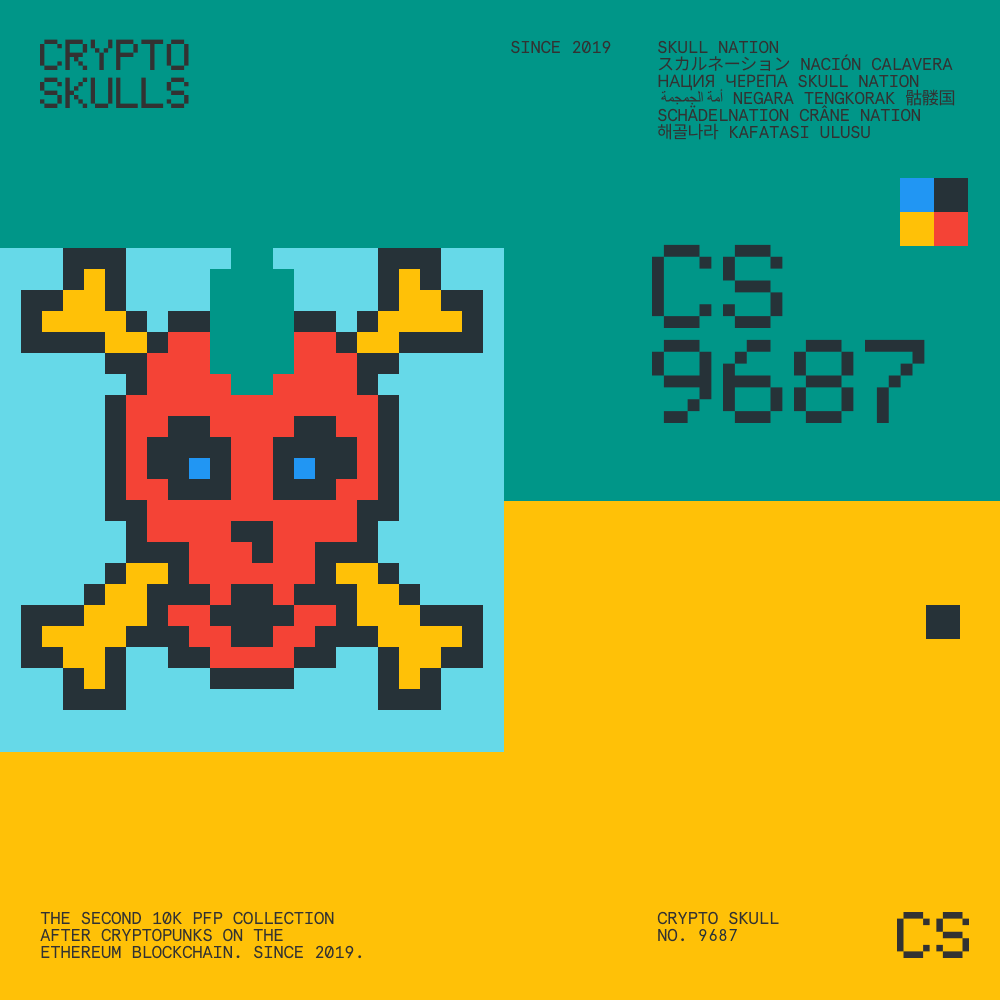 CRYPTO
SKULLS
SINCE 2019
SKULL NATION
スカルネーション NACIÓN CALAVERA
НАЦИЯ ЧЕРЕПА SKULL NATION
أمة الجمجمة NEGARA TENGKORAK 骷髅国
SCHÄDELNATION CRÂNE NATION
해골나라 KAFATASI ULUSU
CS
9687
THE SECOND 10K PFP COLLECTION
AFTER CRYPTOPUNKS ON THE
ETHEREUM BLOCKCHAIN. SINCE 2019.
CRYPTO SKULL
NO. 9687
CS